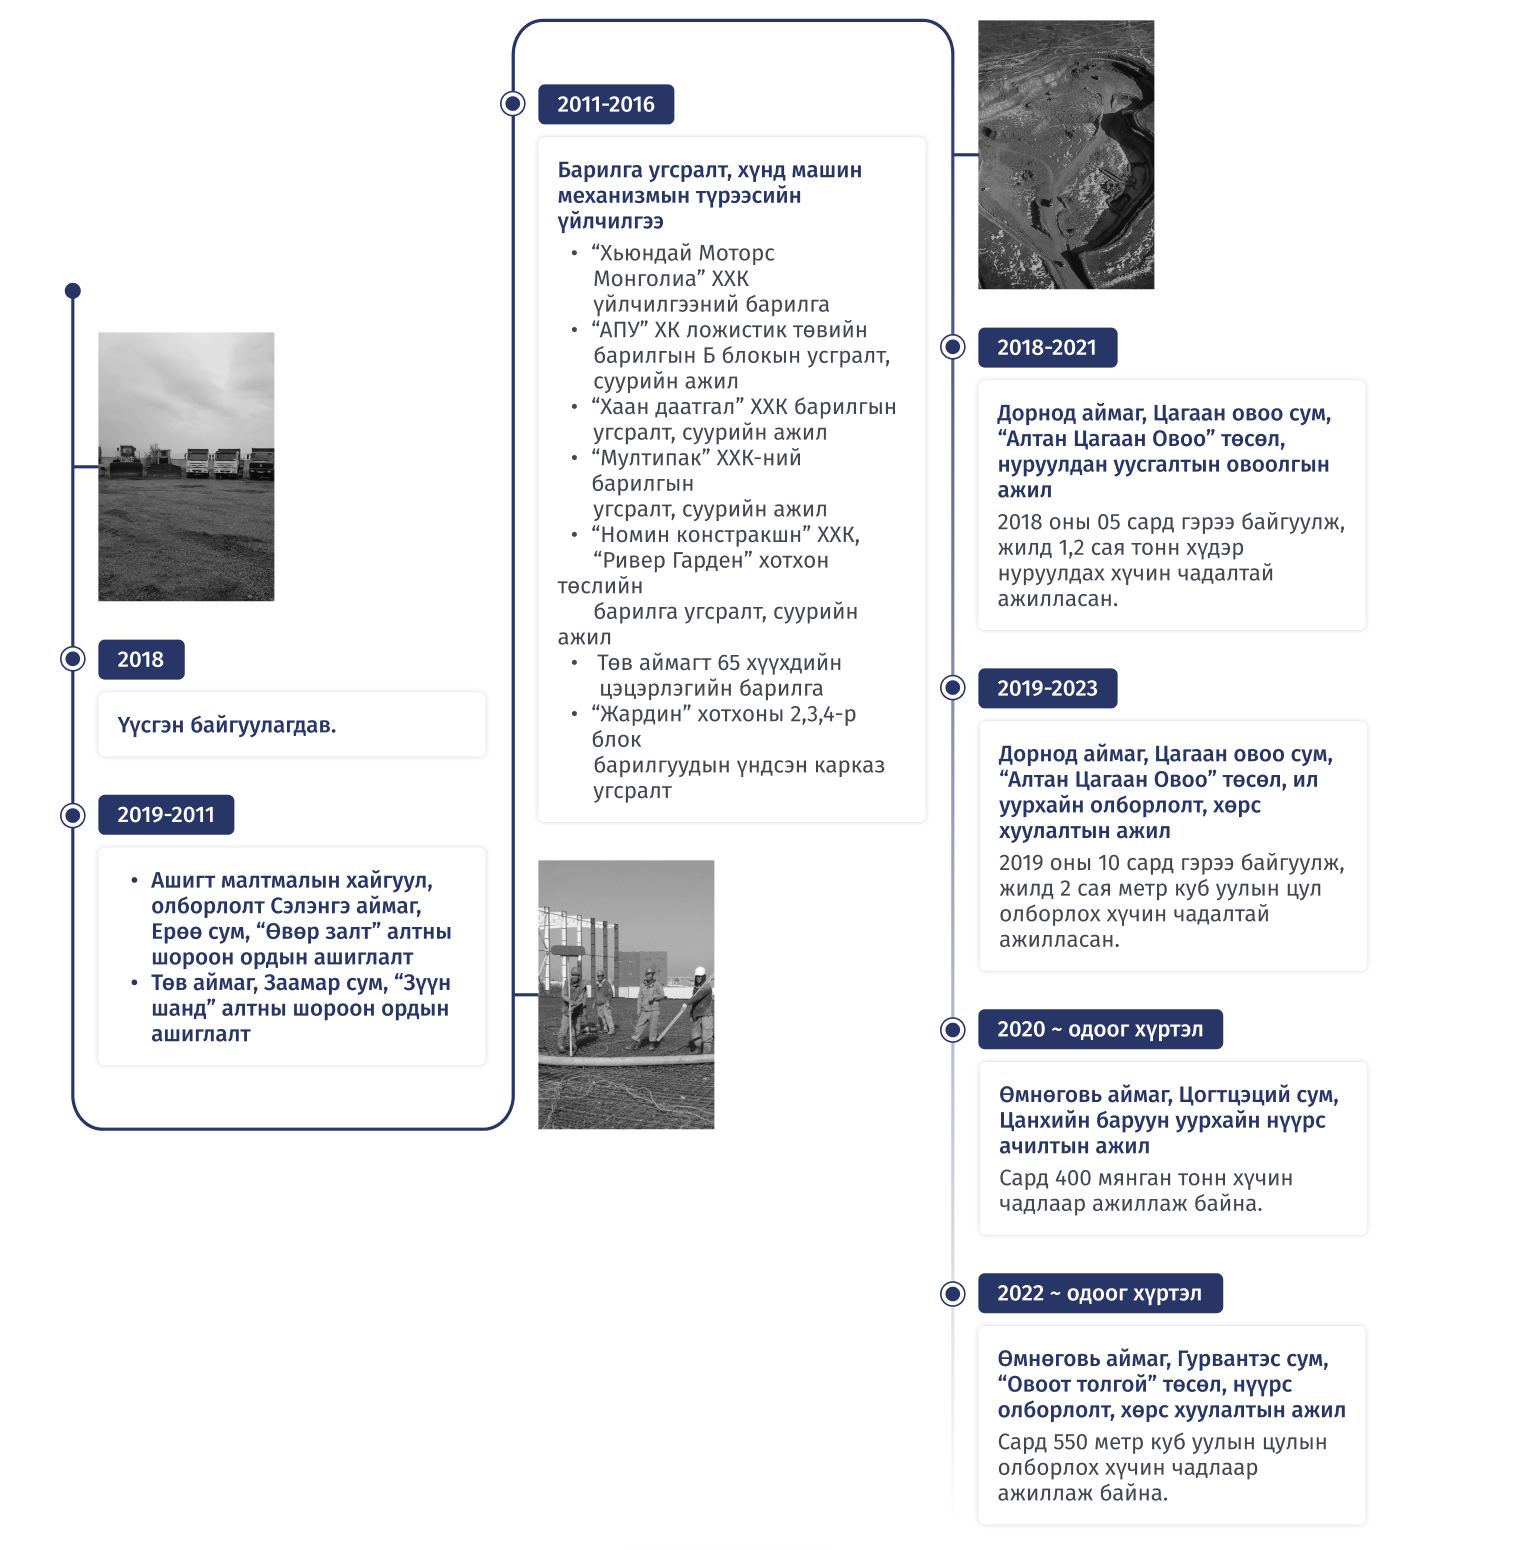 2018
Үүсгэн байгуулагдав.
2019-2011
• Ашигт малтмалын хайгуул,
олборлолт Сэлэнгэ аймаг,
Ерөө сум, “Өвөр залт” алтны
шороон ордын ашиглалт
• Төв аймаг, Заамар сум, “Зүүн
шанд” алтны шороон ордын
ашиглалт
2011-2016
Барилга угсралт, хүнд машин
механизмын түрээсийн
үйлчилгээ
• “Хьюндай Моторс
Монголиа” ХХК
үйлчилгээний барилга
• “АПУ” ХК ложистик төвийн
барилгын Б блокын усгралт,
суурийн ажил
• “Хаан даатгал” ХХК барилгын
угсралт, суурийн ажил
• “Мултипак” ХХК-ний
барилгын
угсралт, суурийн ажил
• “Номин констракшн” ХХК,
“Ривер Гарден” хотхон
төслийн
барилга угсралт, суурийн
ажил
• Төв аймагт 65 хүүхдийн
цэцэрлэгийн барилга
• “Жардин” хотхоны 2,3,4-р
блок
барилгуудын үндсэн карказ
угсралт
2018-2021
Дорнод аймаг, Цагаан овоо сум,
“Алтан Цагаан Овоо” төсөл,
нуруулдан уусгалтын овоолгын
ажил
2018 оны 05 сард гэрээ байгуулж,
жилд 1,2 сая тонн хүдэр
нуруулдах хүчин чадалтай
ажилласан.
2019-2023
Дорнод аймаг, Цагаан овоо сум,
“Алтан Цагаан Овоо” төсөл, ил
уурхайн олборлолт, хөрс
хуулалтын ажил
2019 оны 10 сард гэрээ байгуулж,
жилд 2 сая метр куб уулын цул
олборлох хүчин чадалтай
ажилласан.
2020 ~ одоог хүртэл
Өмнөговь аймаг, Цогтцэций сум,
Цанхийн баруун уурхайн нүүрс
ачилтын ажил
Сард 400 мянган тонн хүчин
чадлаар ажиллаж байна.
2022 ~ одоог хүртэл
Өмнөговь аймаг, Гурвантэс сум,
“Овоот толгой” төсөл, нүүрс
олборлолт, хөрс хуулалтын ажил
Сард 550 метр куб уулын цулын
олборлох хүчин чадлаар
ажиллаж байна.